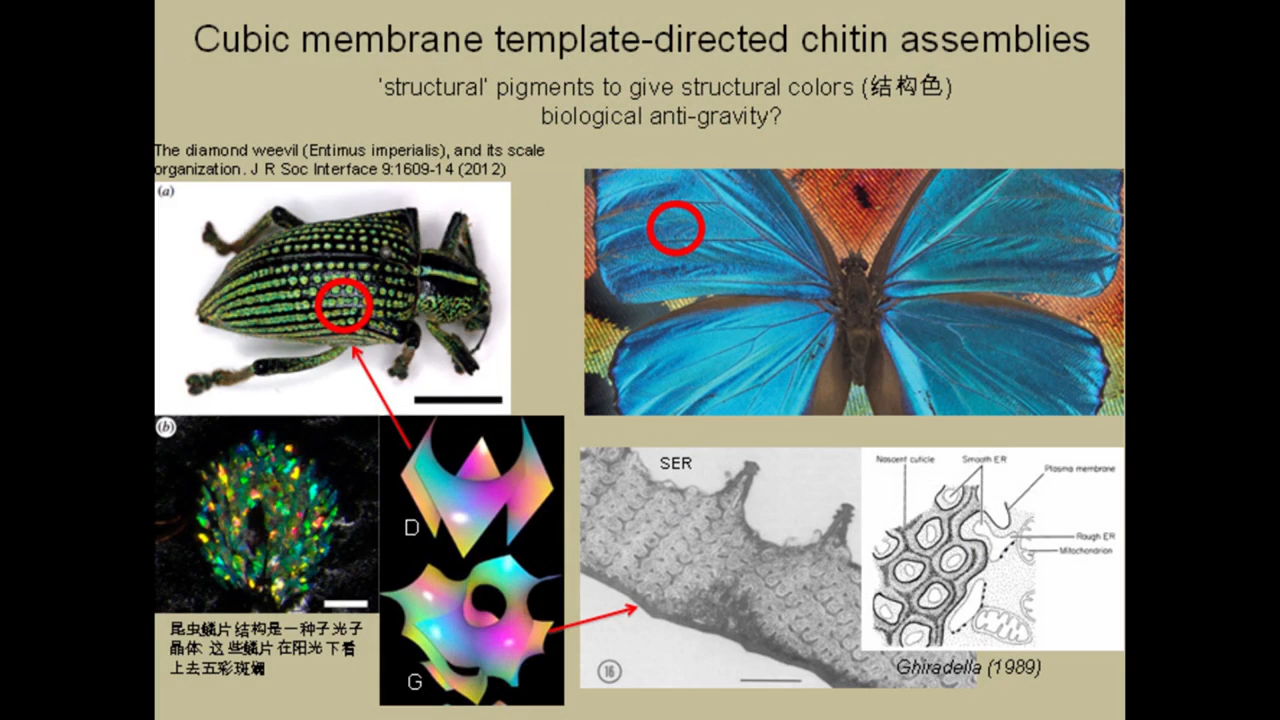 Cubic membrane template-directed chitin assemblies
'structural' pigments to give structural colors (结构色)
biological anti-gravity?
The diamond weevil (Entimus imperialis), and its scale
organization. J R Soc Interface 9:1609-14 (2012)
(a)
(b)
D
G
昆虫鳞片结构是一种子光子
晶体: 这些鳞片在阳光下看
上去五彩斑斓
SER
16
Nascent cuticle
Smooth ER
Plasma membrane
Rough ER
Mitochondrion
Ghiradella (1989)